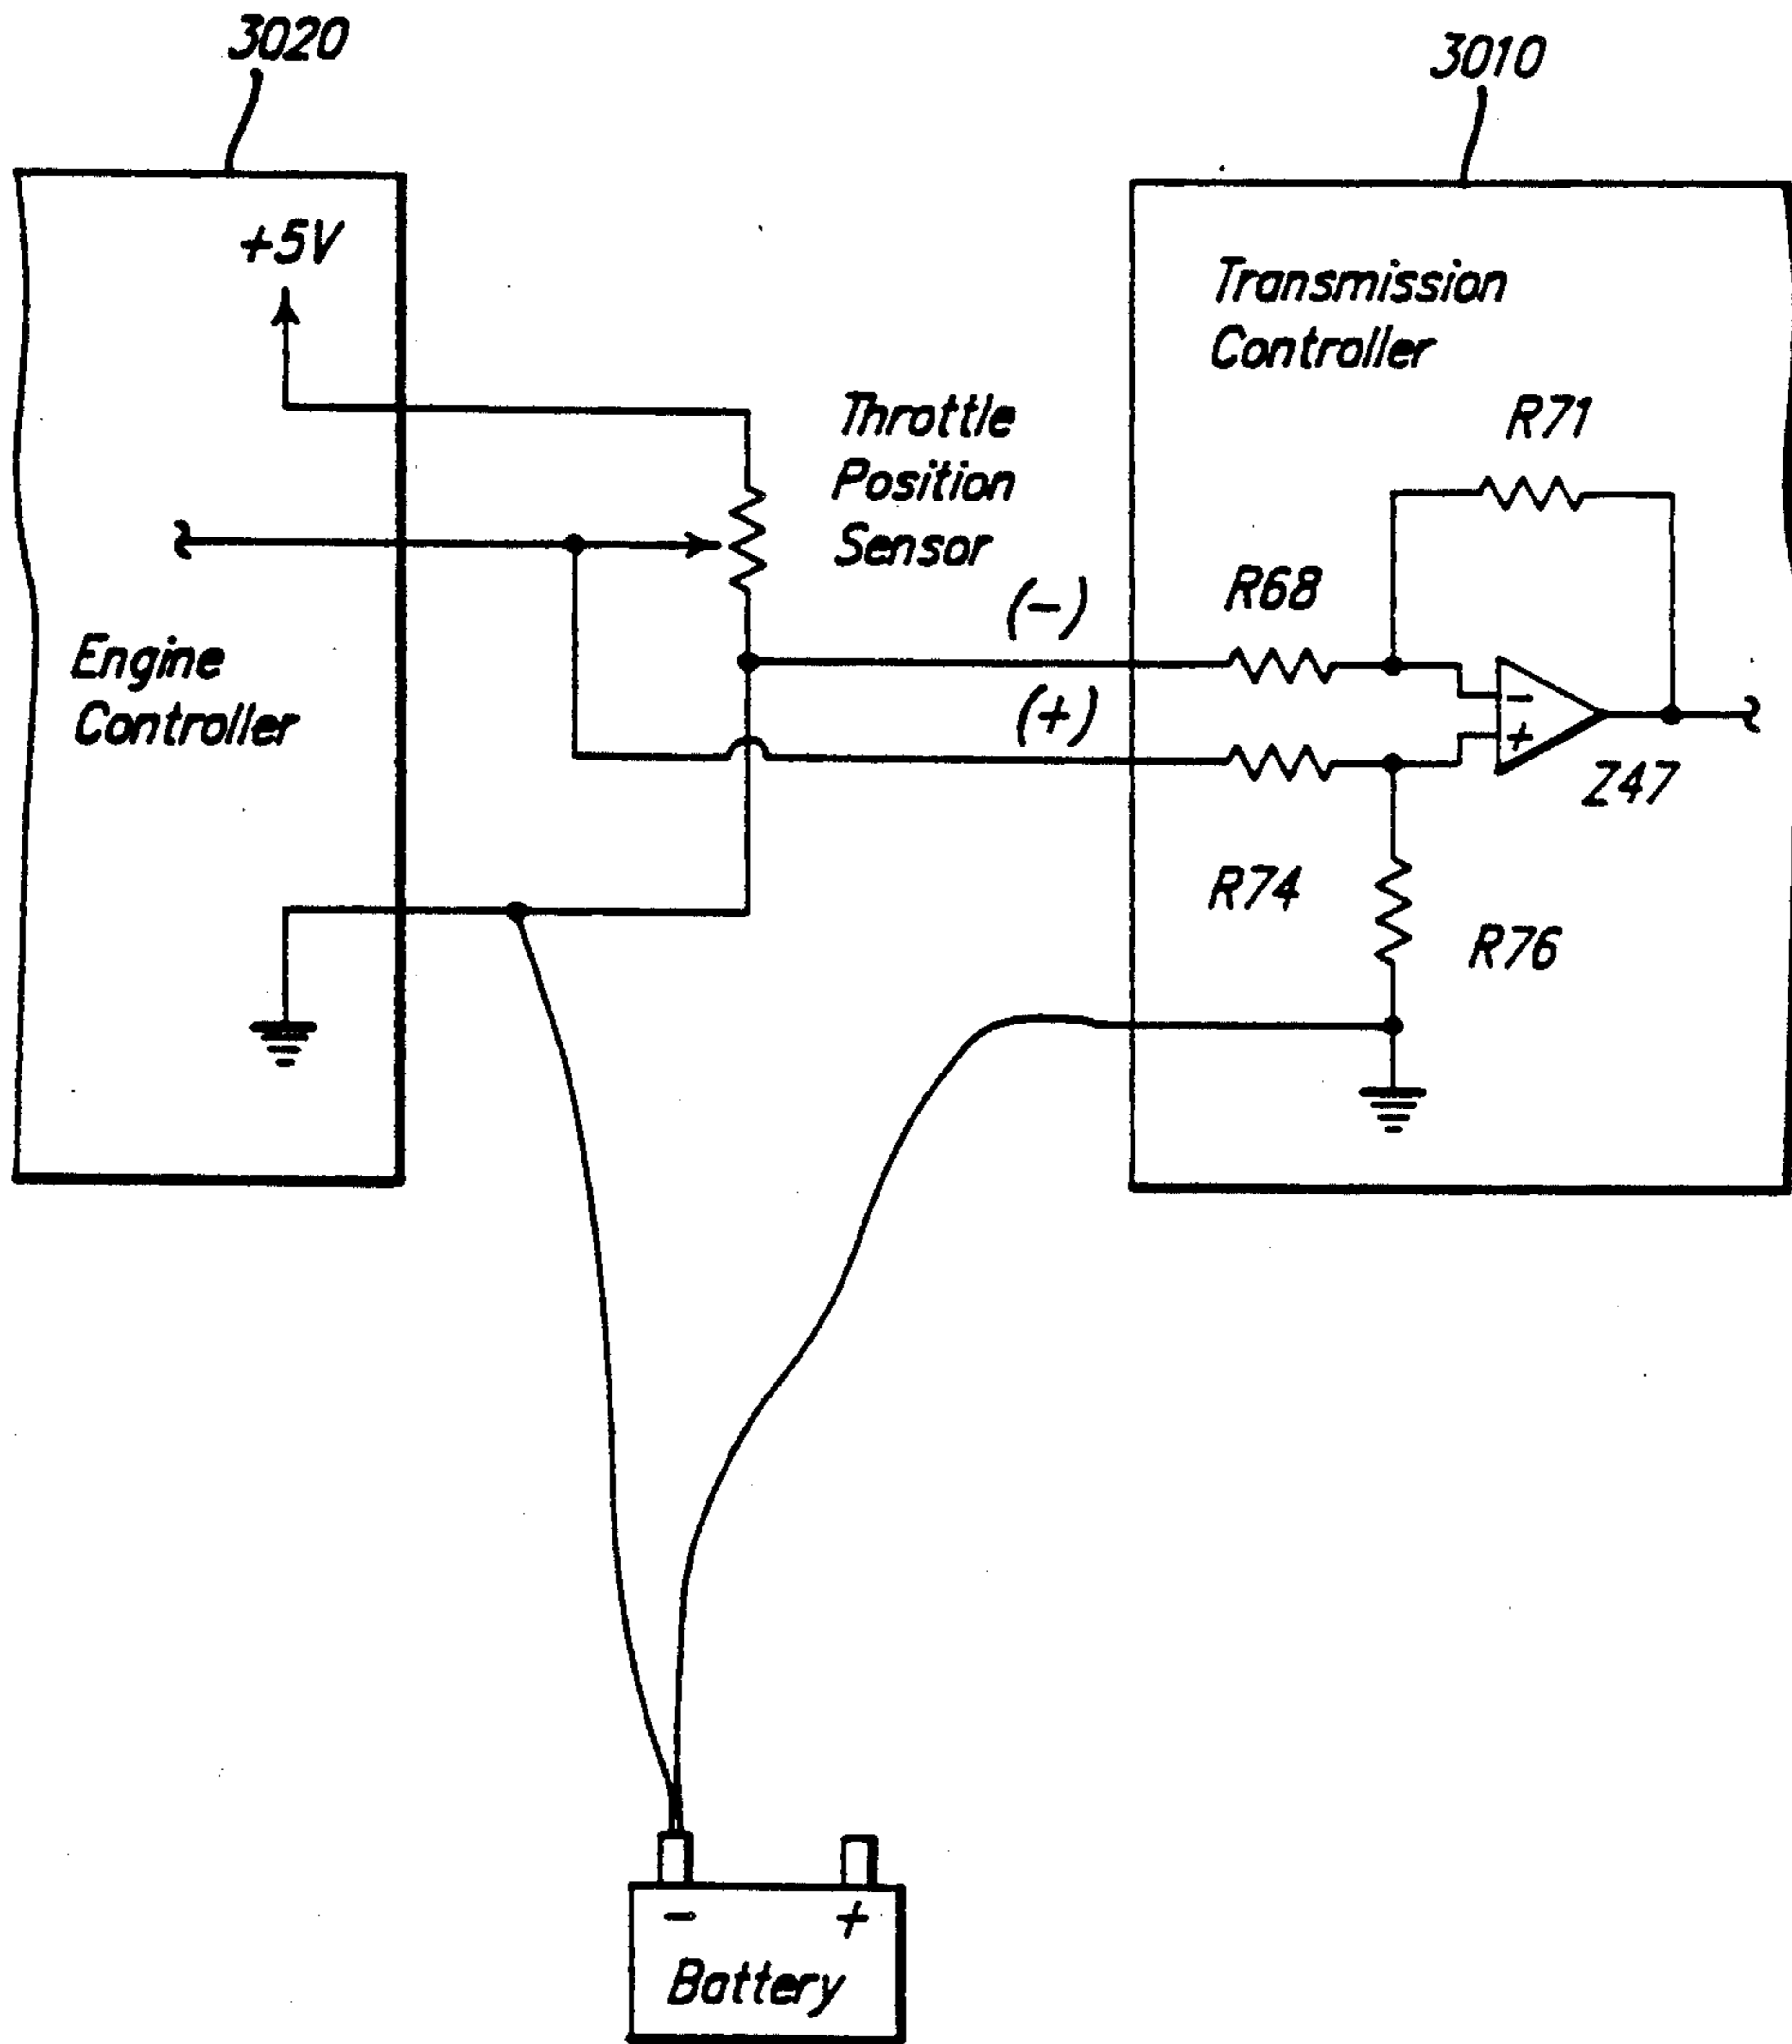 3020
3010
+5V
Transmission
Controller
Throttle
Position
Sensor
R71
(-)
R68
Engine
Controller
(+)
-
+
Z47
R74
R76
- +
Battery